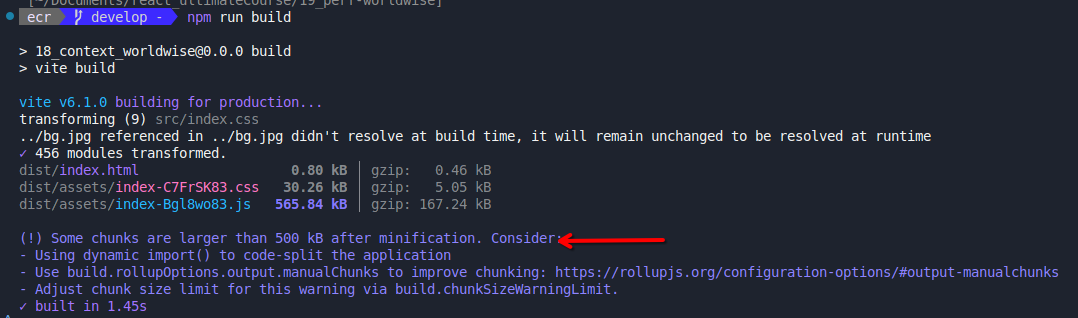 [~/Documents/react_ultimatecourse/19_perf-worldwise]
ecr develop - npm run build
> 18_context_worldwise@0.0.0 build
> vite build
vite v6.1.0 building for production...
transforming (9) src/index.css
../bg.jpg referenced in ../bg.jpg didn't resolve at build time, it will remain unchanged to be resolved at runtime
✓ 456 modules transformed.
dist/index.html 0.80 kB │ gzip: 0.46 kB
dist/assets/index-C7FrSK83.css 30.26 kB │ gzip: 5.05 kB
dist/assets/index-Bgl8wo83.js 565.84 kB │ gzip: 167.24 kB
(!) Some chunks are larger than 500 kB after minification. Consider:
- Using dynamic import() to code-split the application
- Use build.rollupOptions.output.manualChunks to improve chunking: https://rollupjs.org/configuration-options/#output-manualchunks
- Adjust chunk size limit for this warning via build.chunkSizeWarningLimit.
✓ built in 1.45s